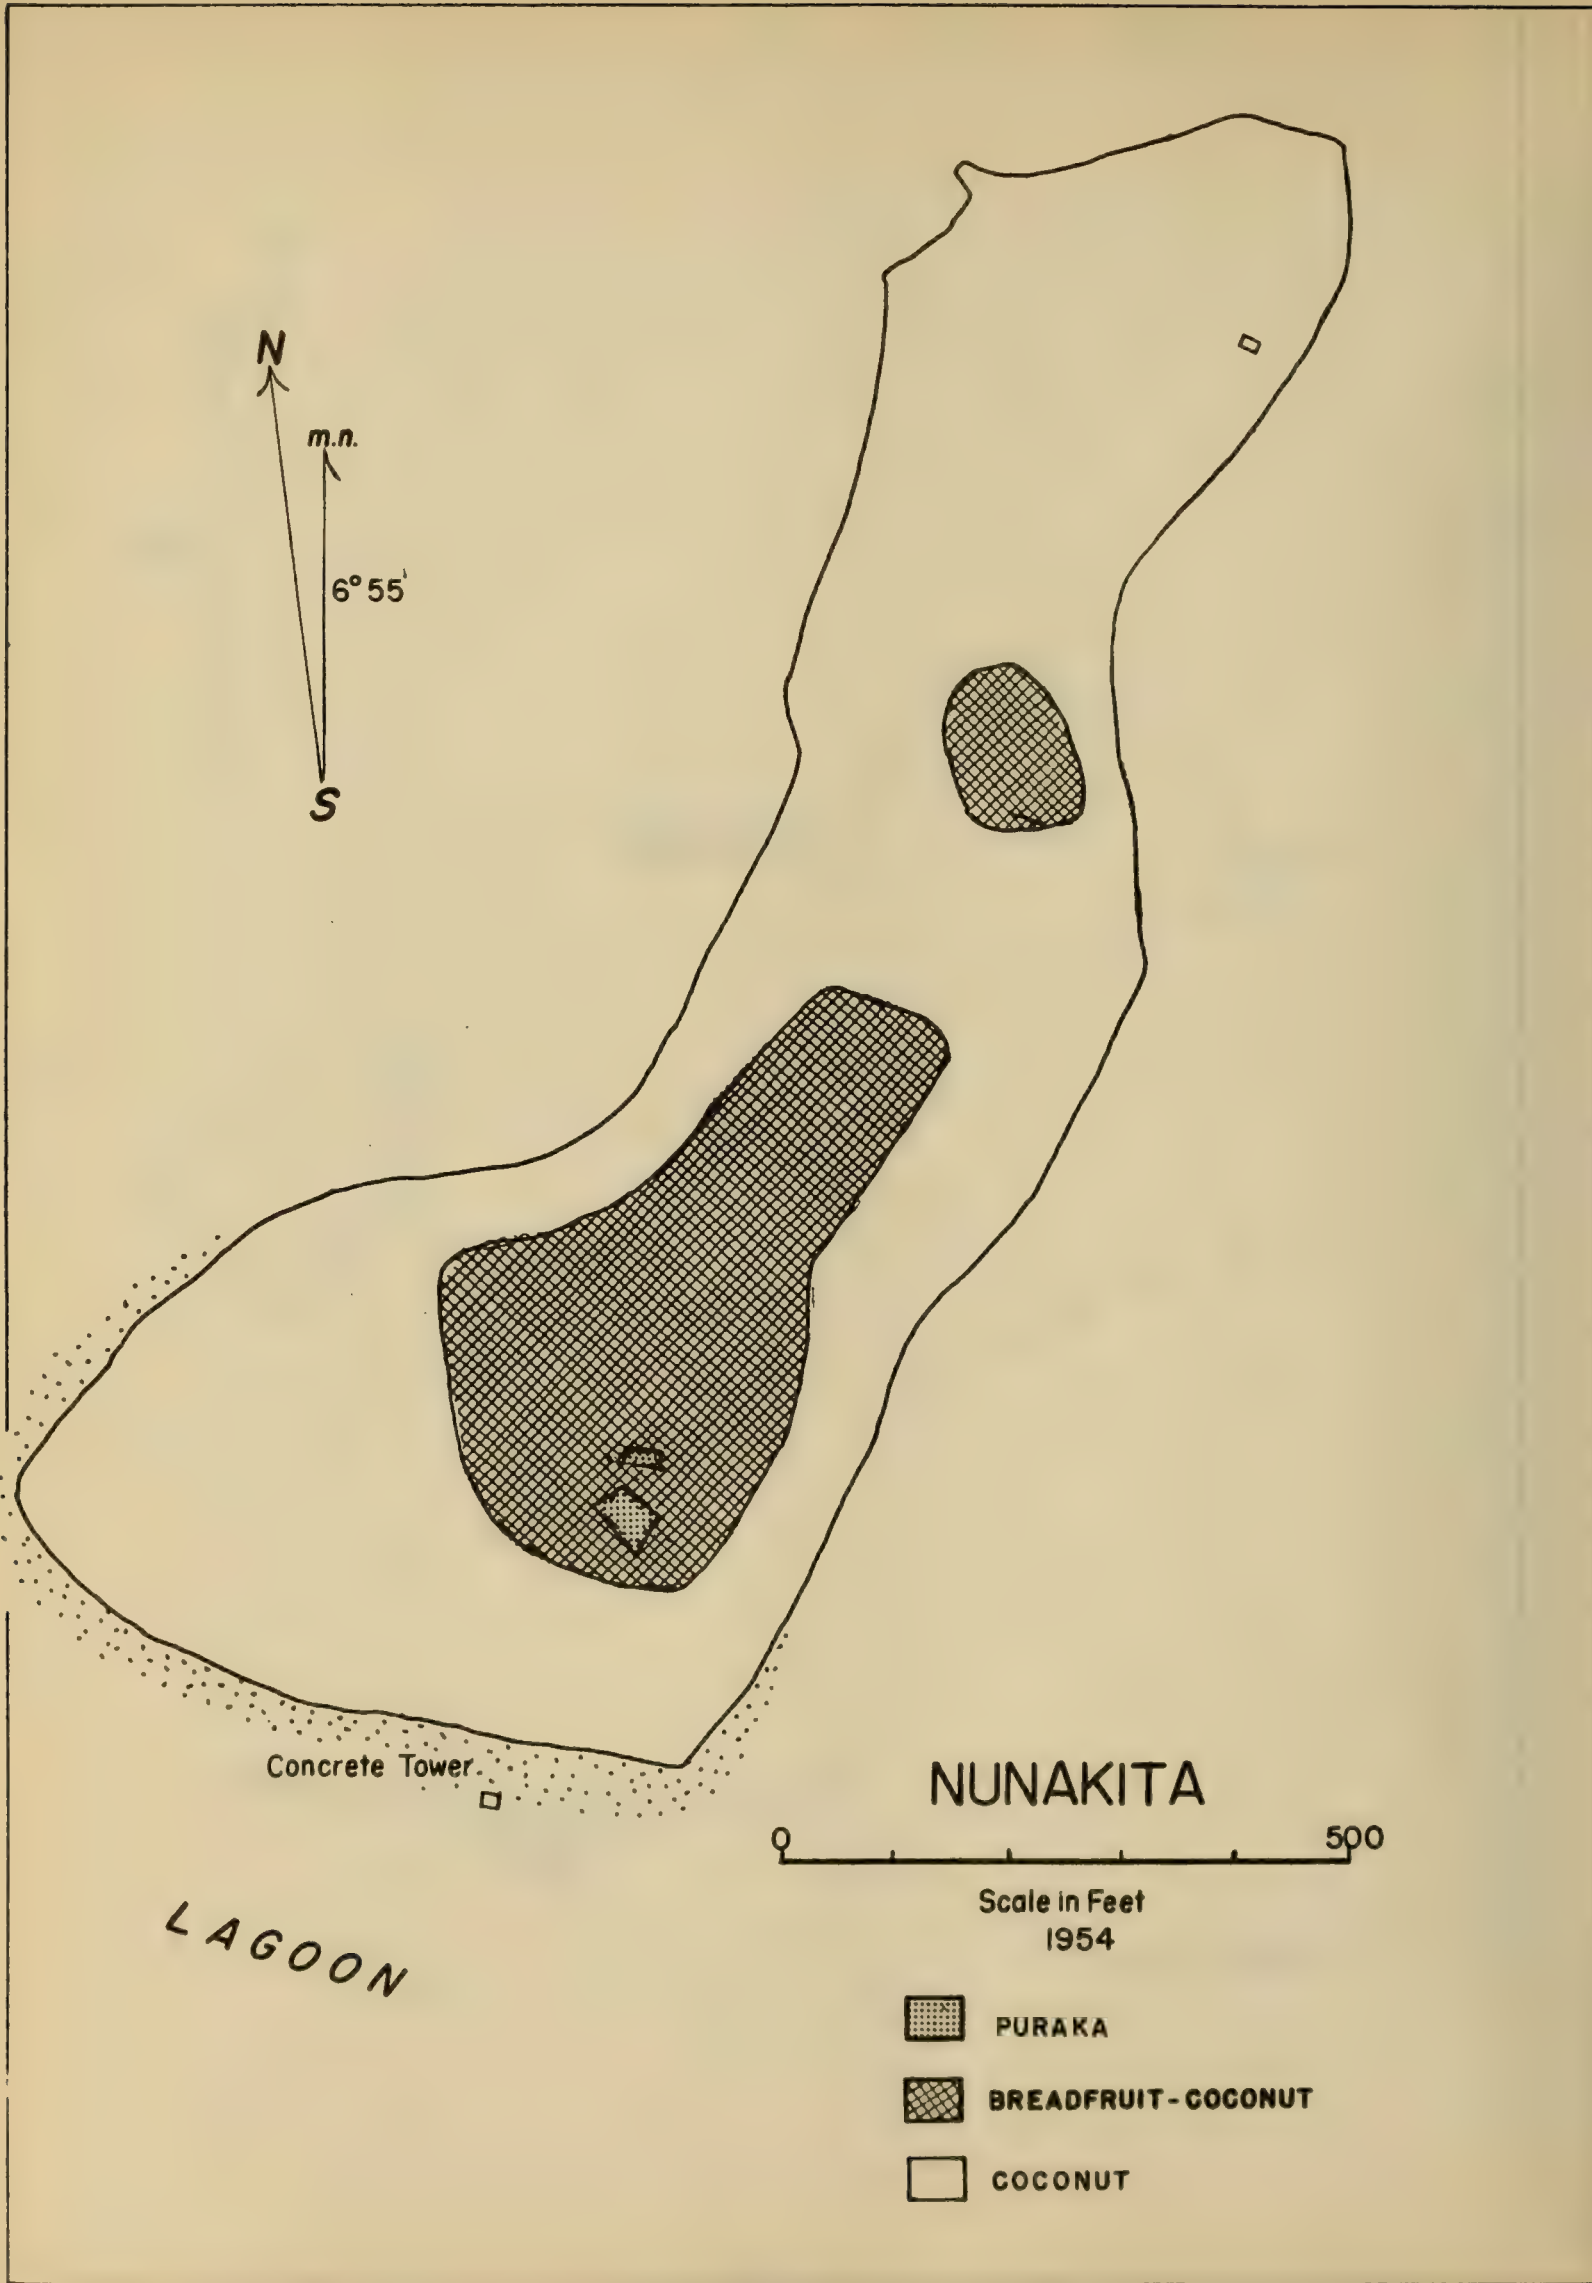 N
m.n.
6° 55'
S
Concrete Tower
NUNAKITA
0 500
Scale in Feet
1954
LAGOON
PURAKA
BREADFRUIT-COCONUT
COCONUT